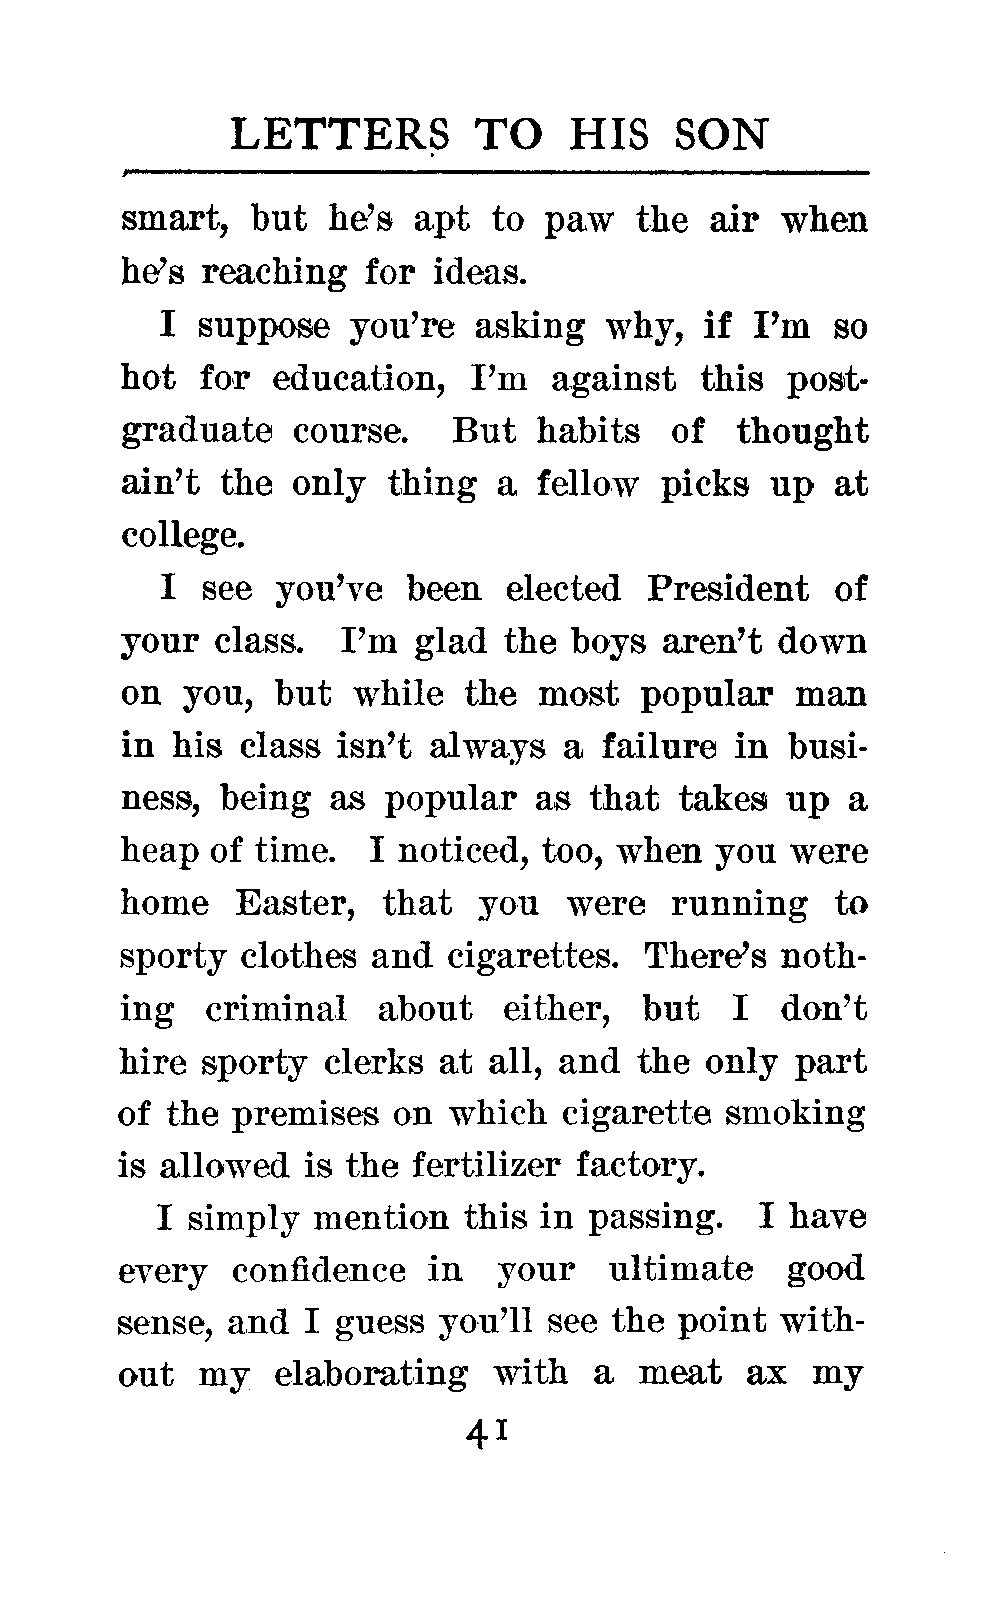 LETTERS TO HIS SON
smart, but he's apt to paw the air when
he's reaching for ideas.
I suppose you're asking why, if I'm so
hot for education, I'm against this post-
graduate course. But habits of thought
ain't the only thing a fellow picks up at
college.
I see you've been elected President of
your class. I'm glad the boys aren't down
on you, but while the most popular man
in his class isn't always a failure in busi-
ness, being as popular as that takes up a
heap of time. I noticed, too, when you were
home Easter, that you were running to
sporty clothes and cigarettes. There's noth-
ing criminal about either, but I don't
hire sporty clerks at all, and the only part
of the premises on which cigarette smoking
is allowed is the fertilizer factory.
I simply mention this in passing. I have
every confidence in your ultimate good
sense, and I guess you'll see the point with-
out my elaborating with a meat ax my
41